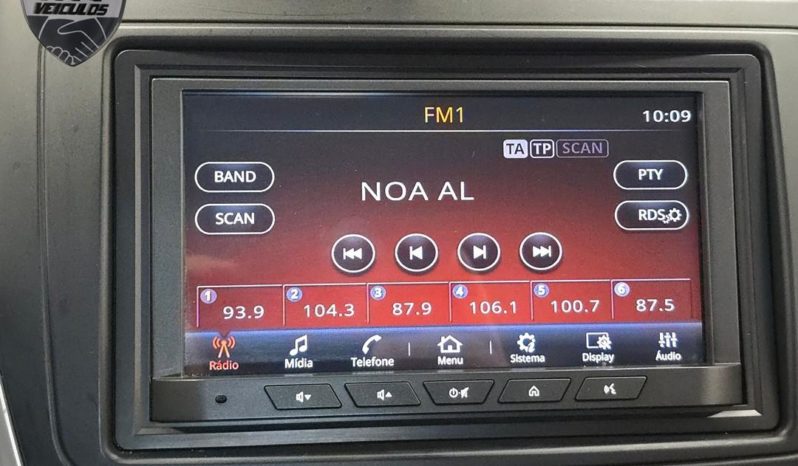 VEÍCULOS
FM1
10:09
TA TP SCAN
BAND
PTY
NOA AL
SCAN
RDS
1 93.9 2 104.3 3 87.9 4 106.1 5 100.7 6 87.5
Rádio Mídia Telefone Menu Sistema Display Áudio